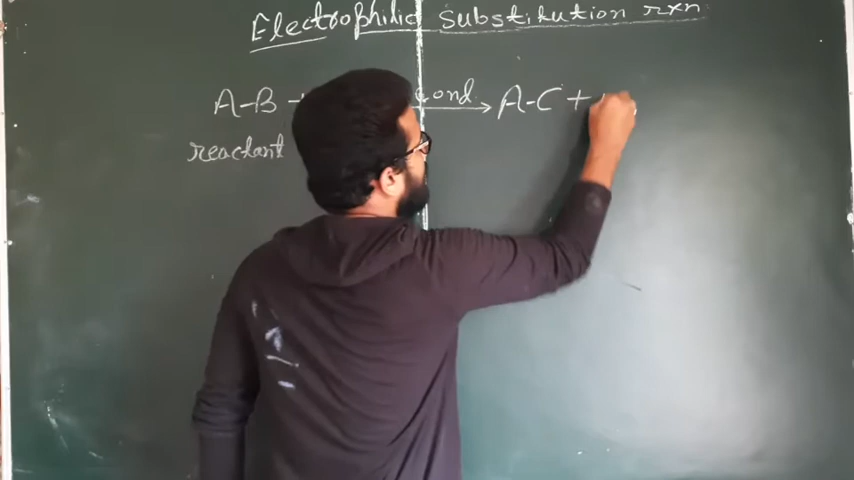 Electrophilic substitution rxn
A-B + cond → A-C +
reactant